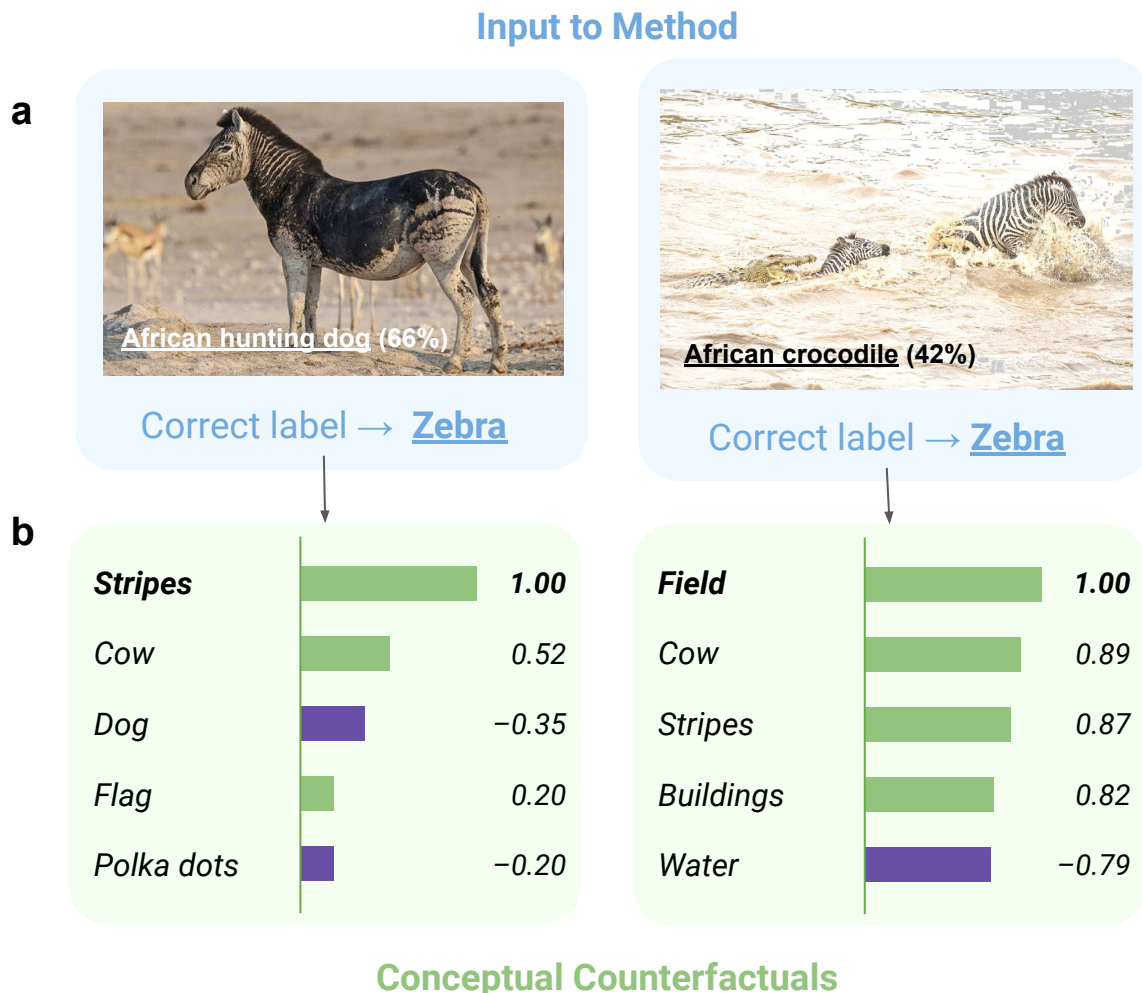 Input to Method
a
African hunting dog (66%)
Correct label → Zebra
African crocodile (42%)
Correct label → Zebra
b
Stripes 1.00
Cow 0.52
Dog −0.35
Flag 0.20
Polka dots −0.20
Field 1.00
Cow 0.89
Stripes 0.87
Buildings 0.82
Water −0.79
Conceptual Counterfactuals